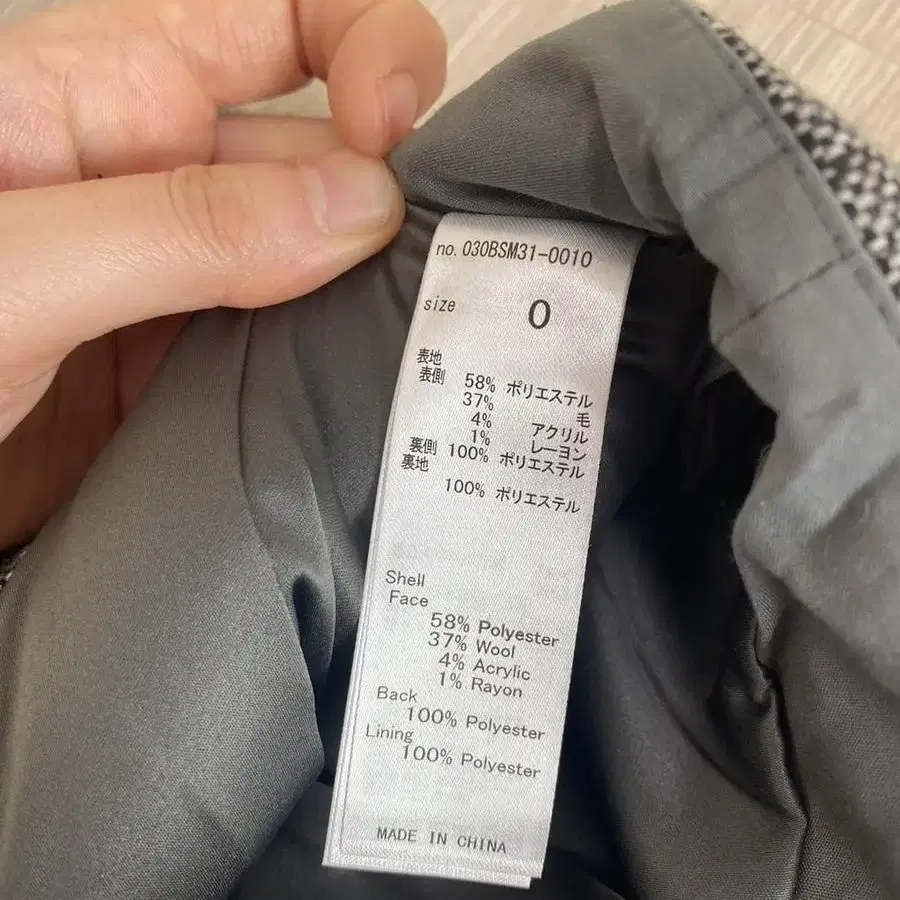 no. 030BSM31-0010
size 0
表地
表側 58% ポリエステル
37% 毛
4% アクリル
1% レーヨン
裏側 100% ポリエステル
裏地
100% ポリエステル
Shell
Face
58% Polyester
37% Wool
4% Acrylic
1% Rayon
Back
100% Polyester
Lining
100% Polyester
MADE IN CHINA